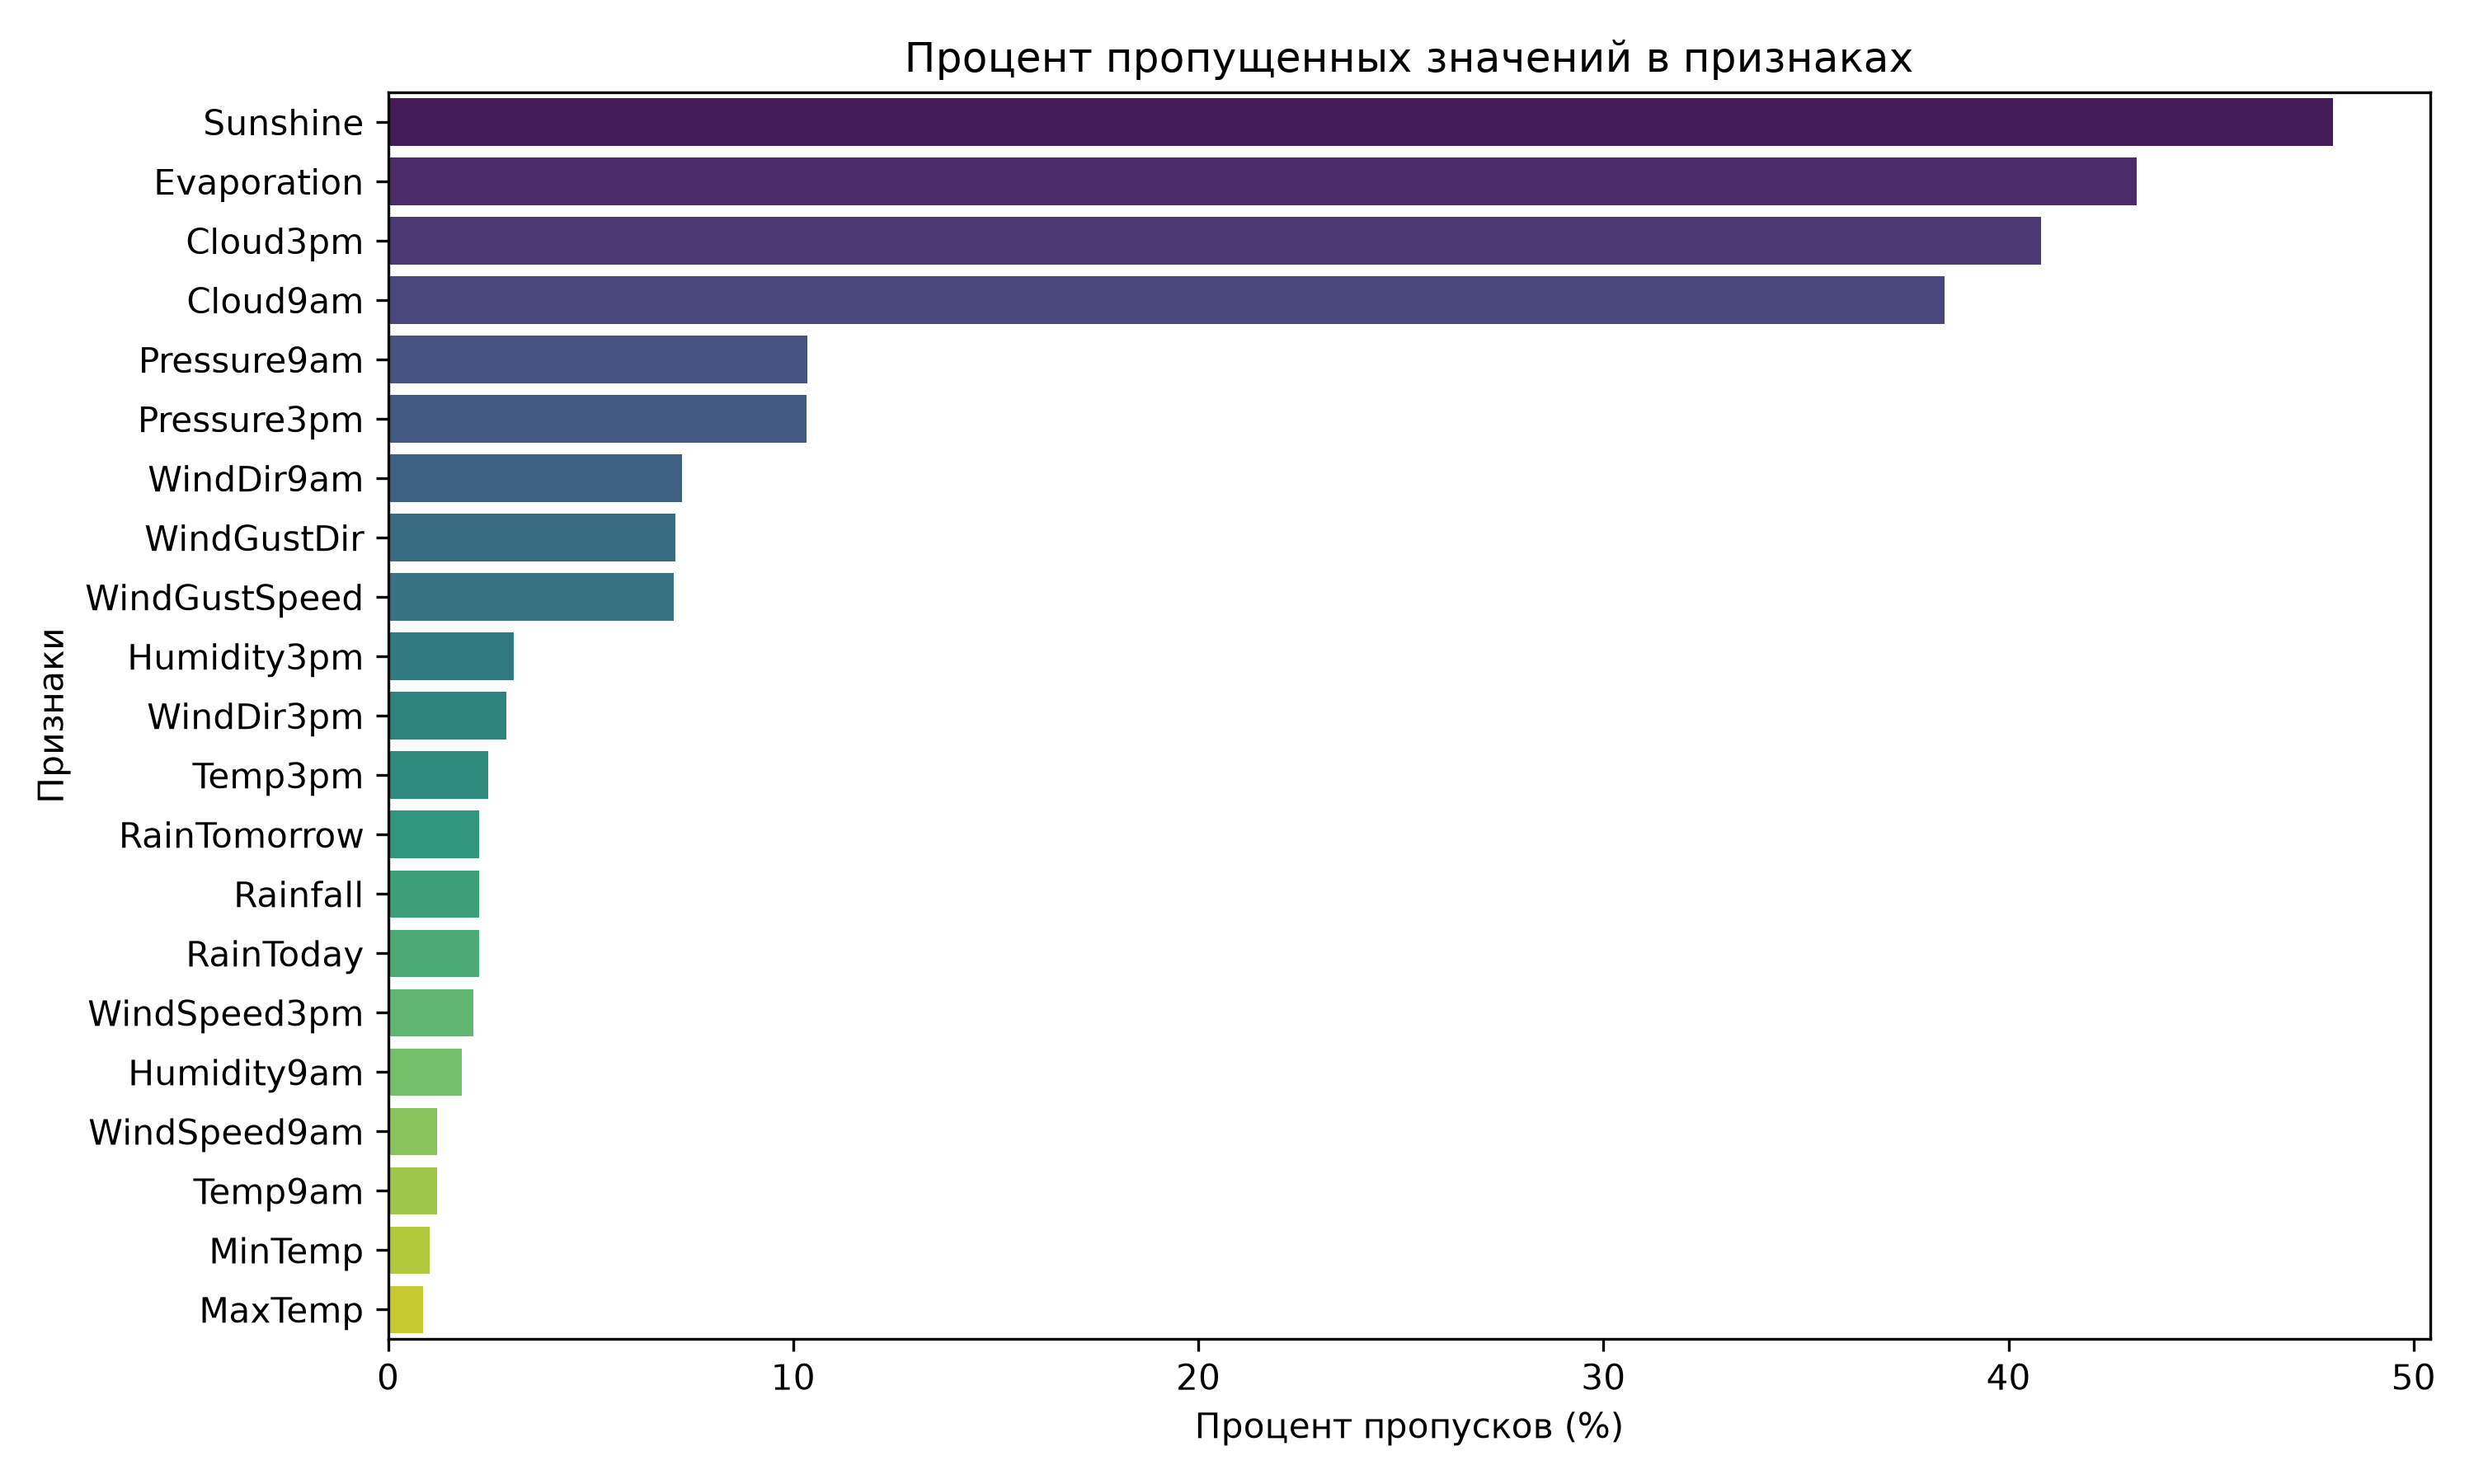 Процент пропущенных значений в признаках
Признаки
Sunshine
Evaporation
Cloud3pm
Cloud9am
Pressure9am
Pressure3pm
WindDir9am
WindGustDir
WindGustSpeed
Humidity3pm
WindDir3pm
Temp3pm
RainTomorrow
Rainfall
RainToday
WindSpeed3pm
Humidity9am
WindSpeed9am
Temp9am
MinTemp
MaxTemp
0 10 20 30 40 50
Процент пропусков (%)